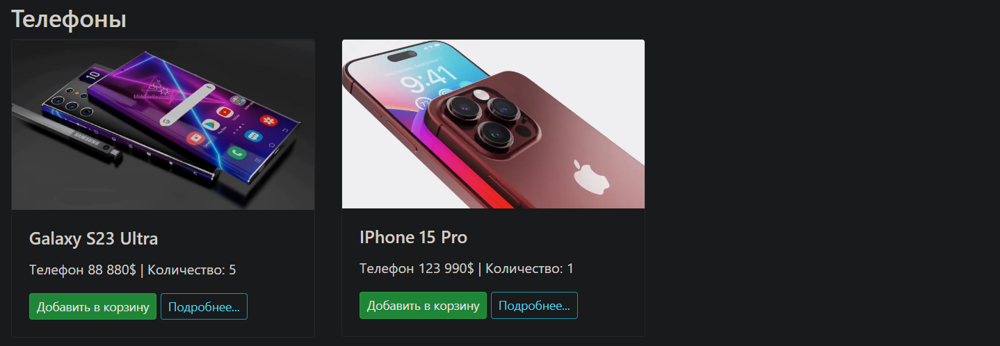 Телефоны
10
90°
SAMSUNG
9:41
Galaxy S23 Ultra
Телефон 88 880$ | Количество: 5
Добавить в корзину
Подробнее...
IPhone 15 Pro
Телефон 123 990$ | Количество: 1
Добавить в корзину
Подробнее...